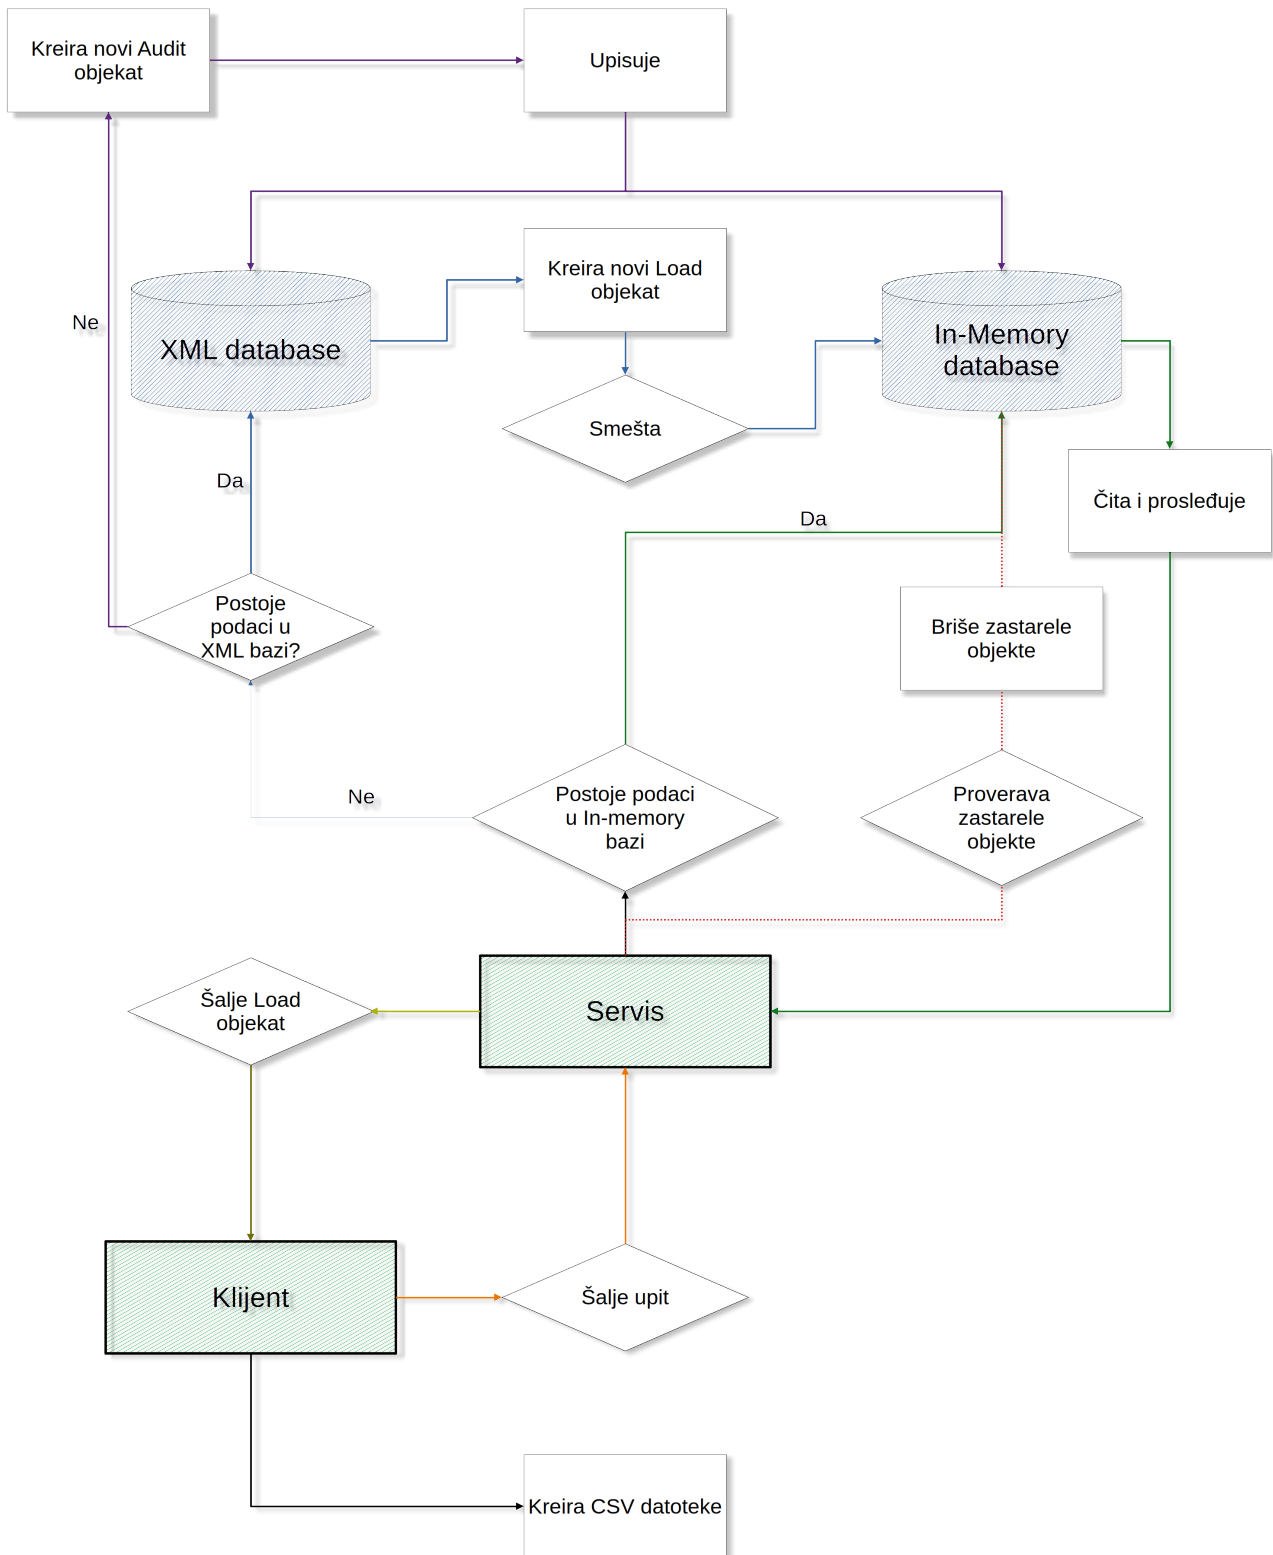 Kreira novi Audit
objekat
Upisuje
Kreira novi Load
objekat
Ne
XML database
In-Memory
database
Smešta
Da
Čita i prosleđuje
Da
Postoje
podaci u
XML bazi?
Briše zastarele
objekte
Ne
Postoje podaci
u In-memory
bazi
Proverava
zastarele
objekte
Šalje Load
objekat
Servis
Klijent
Šalje upit
Kreira CSV datoteke